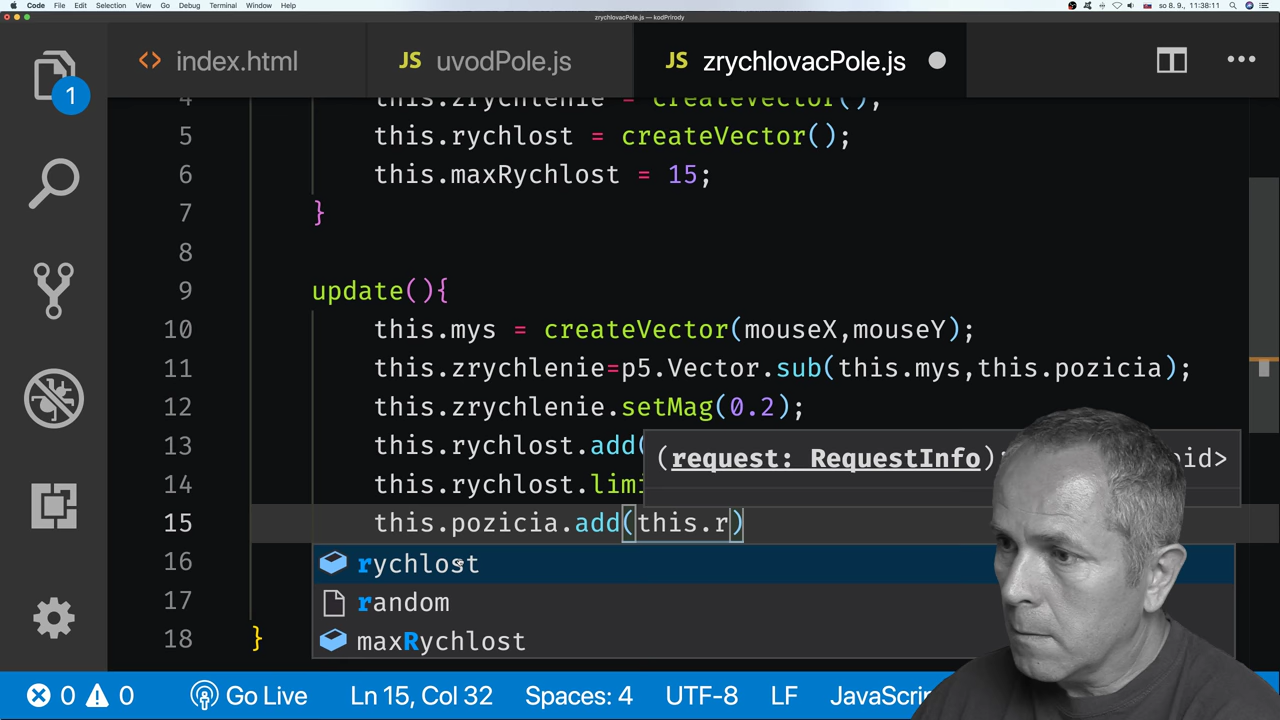 Code File Edit Selection View Go Debug Terminal Window Help so 8. 9., 11:38:11
zrychlovacPole.js — kodPrirody
index.html JS uvodPole.js JS zrychlovacPole.js
1
4 this.zrychlenie = createVector();
5 this.rychlost = createVector();
6 this.maxRychlost = 15;
7 }
8
9 update(){
10 this.mys = createVector(mouseX,mouseY);
11 this.zrychlenie=p5.Vector.sub(this.mys,this.pozicia);
12 this.zrychlenie.setMag(0.2);
13 this.rychlost.add(
(request: RequestInfo):
14 this.rychlost.limi
15 this.pozicia.add(this.r)
16 rychlost
17 random
18 } maxRychlost
0 0 Go Live Ln 15, Col 32 Spaces: 4 UTF-8 LF JavaScri